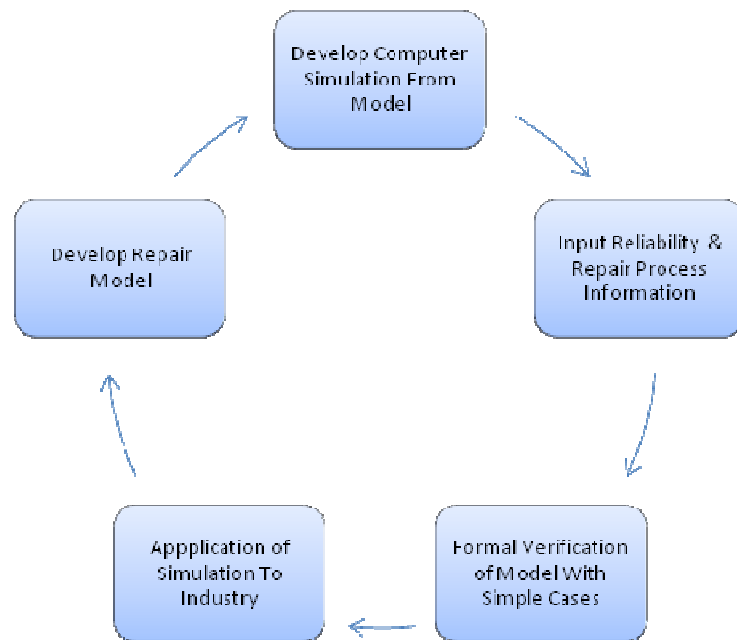 Develop Computer
Simulation From
Model
Develop Repair
Model
Input Reliability &
Repair Process
Information
Appplication of
Simulation To
Industry
Formal Verification
of Model With
Simple Cases